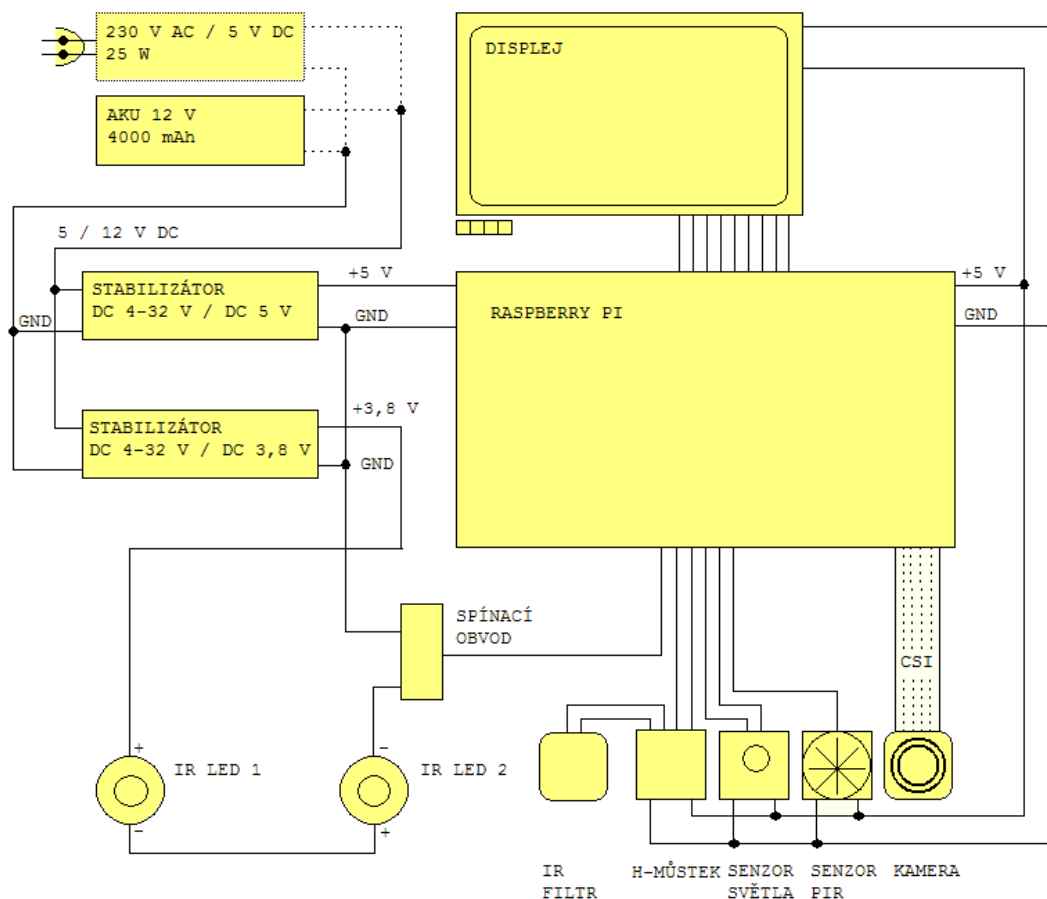 230 V AC / 5 V DC
25 W
DISPLEJ
AKU 12 V
4000 mAh
5 / 12 V DC
+5 V
+5 V
STABILIZÁTOR
DC 4-32 V / DC 5 V
GND
GND
RASPBERRY PI
GND
+3,8 V
STABILIZÁTOR
DC 4-32 V / DC 3,8 V
GND
SPÍNACÍ
OBVOD
CSI
+
-
IR LED 1
IR LED 2
-
+
IR
FILTR
H-MŮSTEK
SENZOR
SVĚTLA
SENZOR
PIR
KAMERA